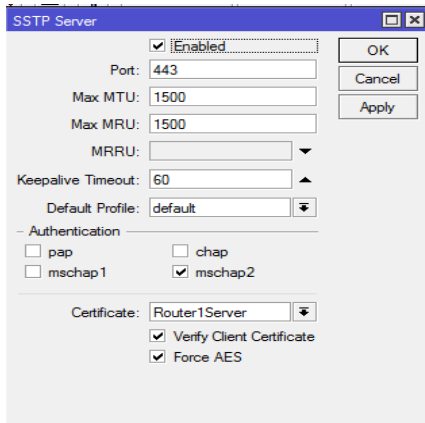 SSTP Server
Enabled
OK
Port: 443
Cancel
Max MTU: 1500
Apply
Max MRU: 1500
MRRU:
Keepalive Timeout: 60
Default Profile: default
Authentication
pap chap
mschap1 mschap2
Certificate: Router1Server
Verify Client Certificate
Force AES